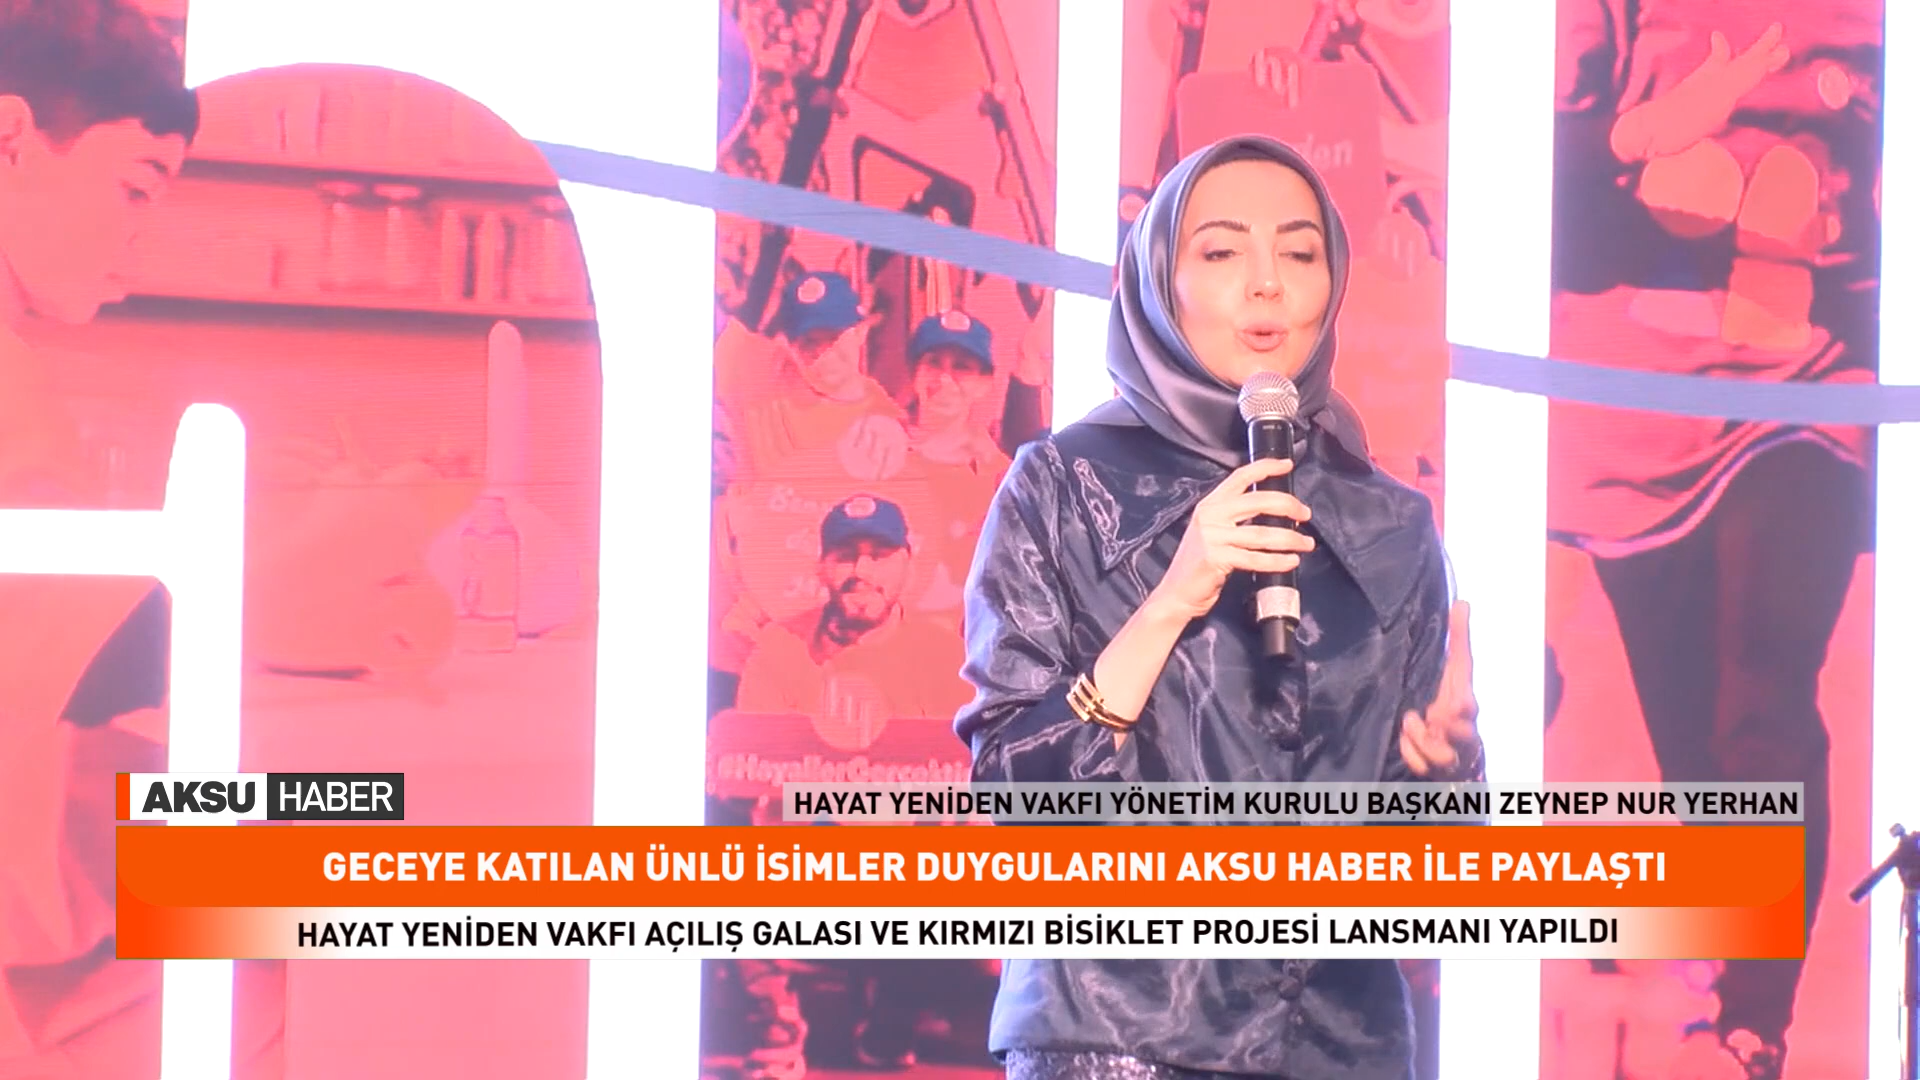 #HayallerGerçekti
AKSU HABER
HAYAT YENİDEN VAKFI YÖNETİM KURULU BAŞKANI ZEYNEP NUR YERHAN
GECEYE KATILAN ÜNLÜ İSİMLER DUYGULARINI AKSU HABER İLE PAYLAŞTI
HAYAT YENİDEN VAKFI AÇILIŞ GALASI VE KIRMIZI BİSİKLET PROJESİ LANSMANI YAPILDI